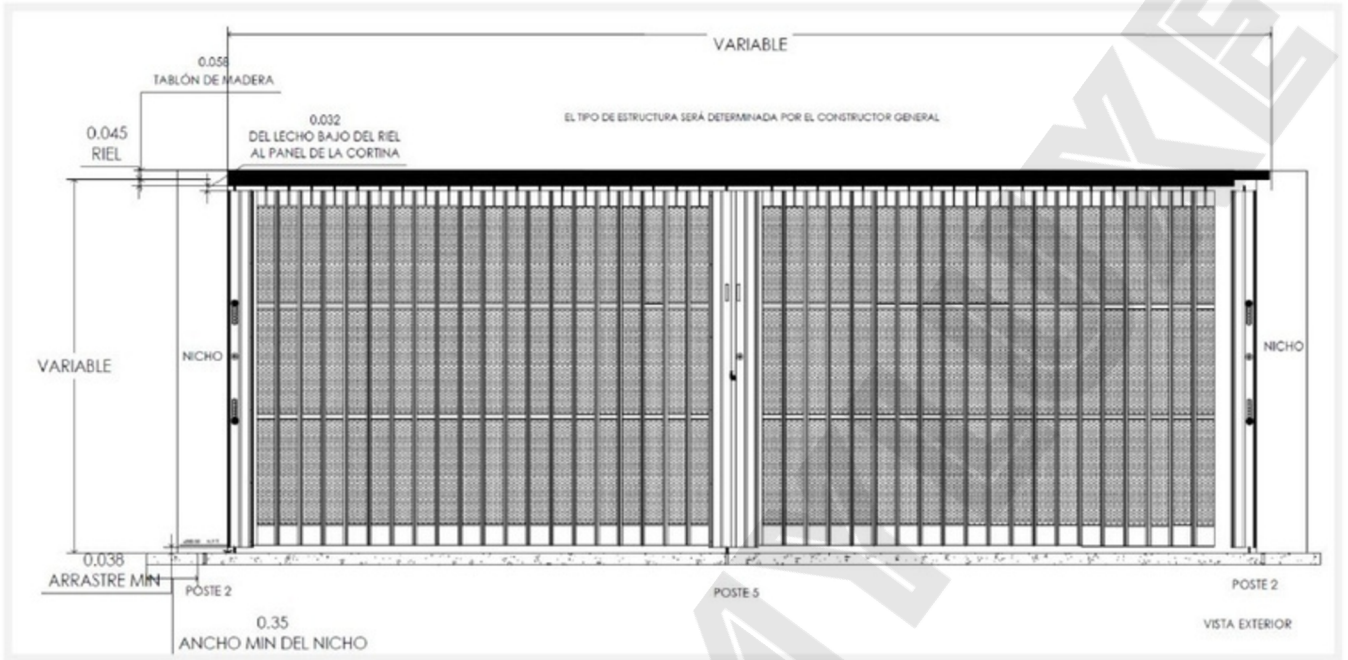 VARIABLE
0.058
TABLÓN DE MADERA
0.032
DEL LECHO BAJO DEL RIEL
AL PANEL DE LA CORTINA
EL TIPO DE ESTRUCTURA SERÁ DETERMINADA POR EL CONSTRUCTOR GENERAL
0.045
RIEL
VARIABLE
NICHO
NICHO
0.038
ARRASTRE MIN
POSTE 2
POSTE 5
POSTE 2
0.35
ANCHO MIN DEL NICHO
VISTA EXTERIOR